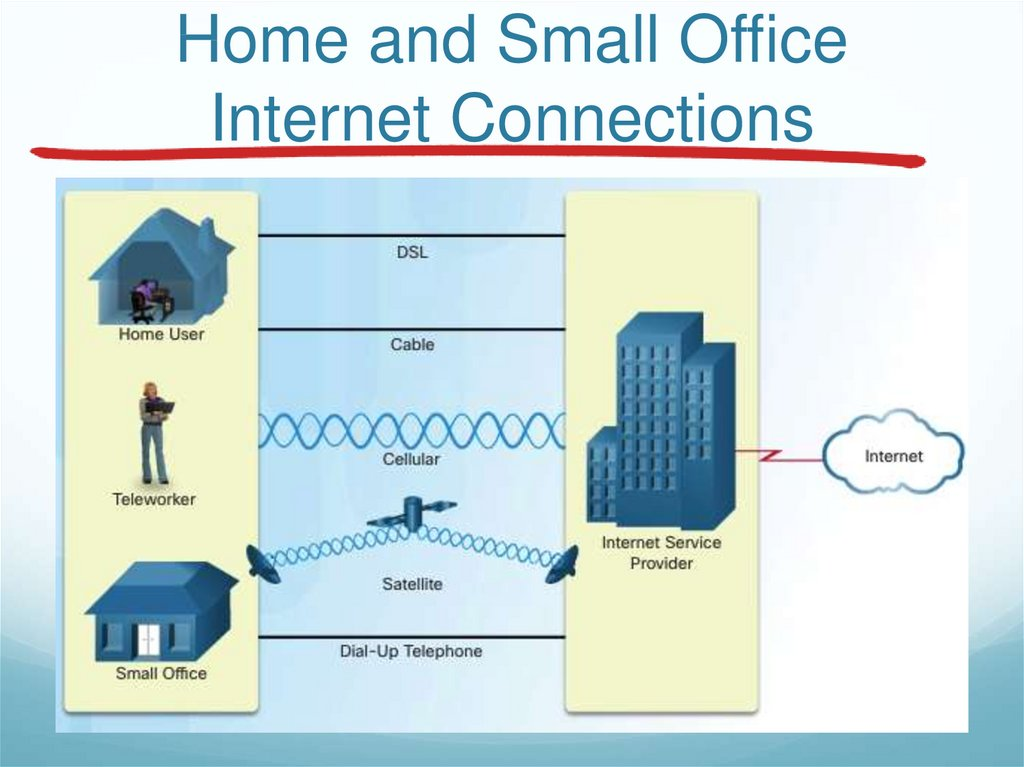 Home and Small Office
Internet Connections
Home User
Teleworker
Small Office
DSL
Cable
Cellular
Satellite
Dial-Up Telephone
Internet Service
Provider
Internet